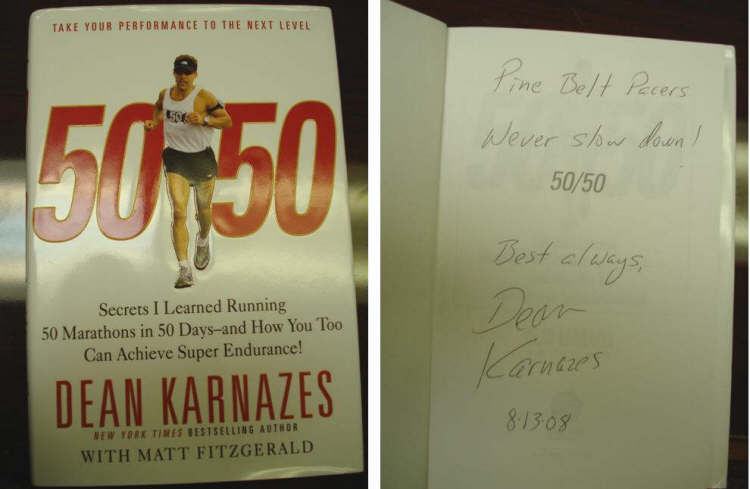 TAKE YOUR PERFORMANCE TO THE NEXT LEVEL
50 50
50
Secrets I Learned Running
50 Marathons in 50 Days–and How You Too
Can Achieve Super Endurance!
DEAN KARNAZES
NEW YORK TIMES BESTSELLING AUTHOR
WITH MATT FITZGERALD
Pine Belt Pacers
Never slow down!
50/50
Best always,
Dean
Karnazes
8·13·08